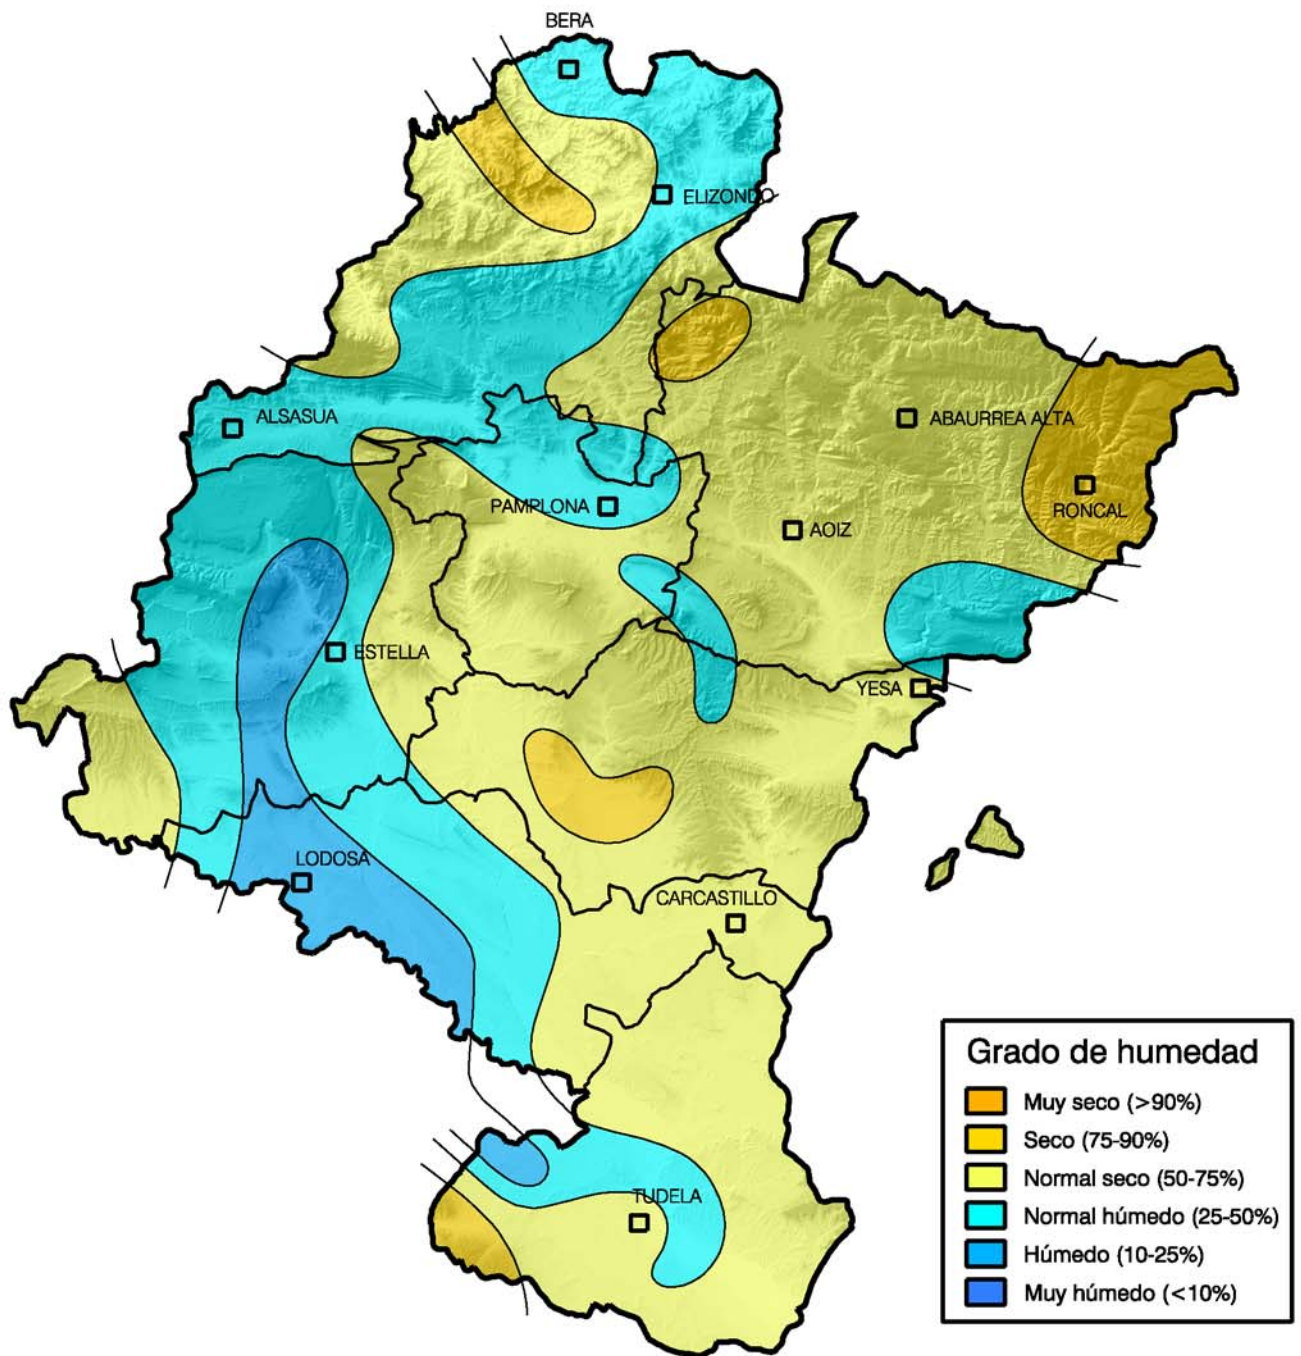 BERA
ELIZONDO
ALSASUA
ABAURREA ALTA
PAMPLONA
RONCAL
AOIZ
ESTELLA
YESA
LODOSA
CARCASTILLO
TUDELA
Grado de humedad
Muy seco (>90%)
Seco (75-90%)
Normal seco (50-75%)
Normal húmedo (25-50%)
Húmedo (10-25%)
Muy húmedo (<10%)